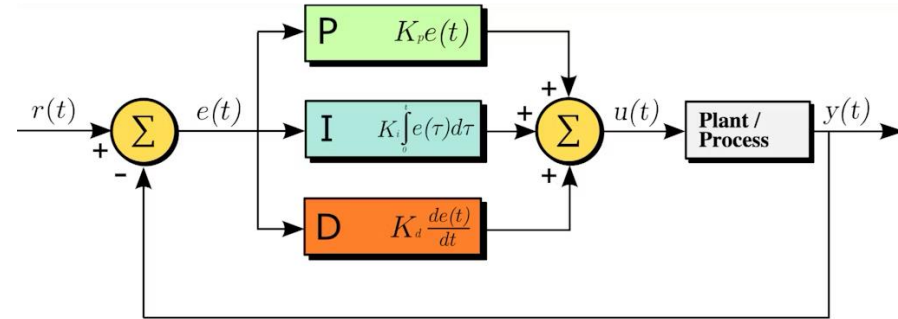 P K_p e(t)
r(t) Σ e(t) I K_i ∫_0^t e(τ)dτ Σ u(t) Plant / Process y(t)
+ - + + +
D K_d de(t)/dt